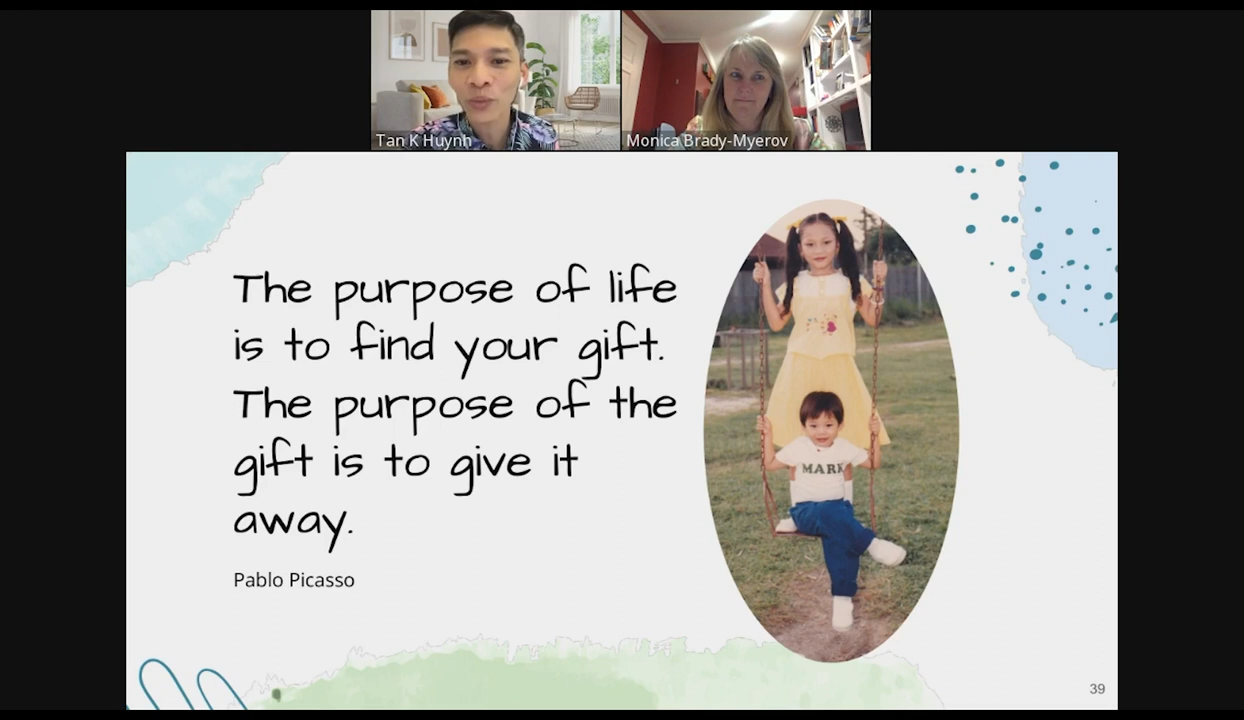 Tan K Huynh
Monica Brady-Myerov
The purpose of life
is to find your gift.
The purpose of the
gift is to give it
away.
Pablo Picasso
MARK
39